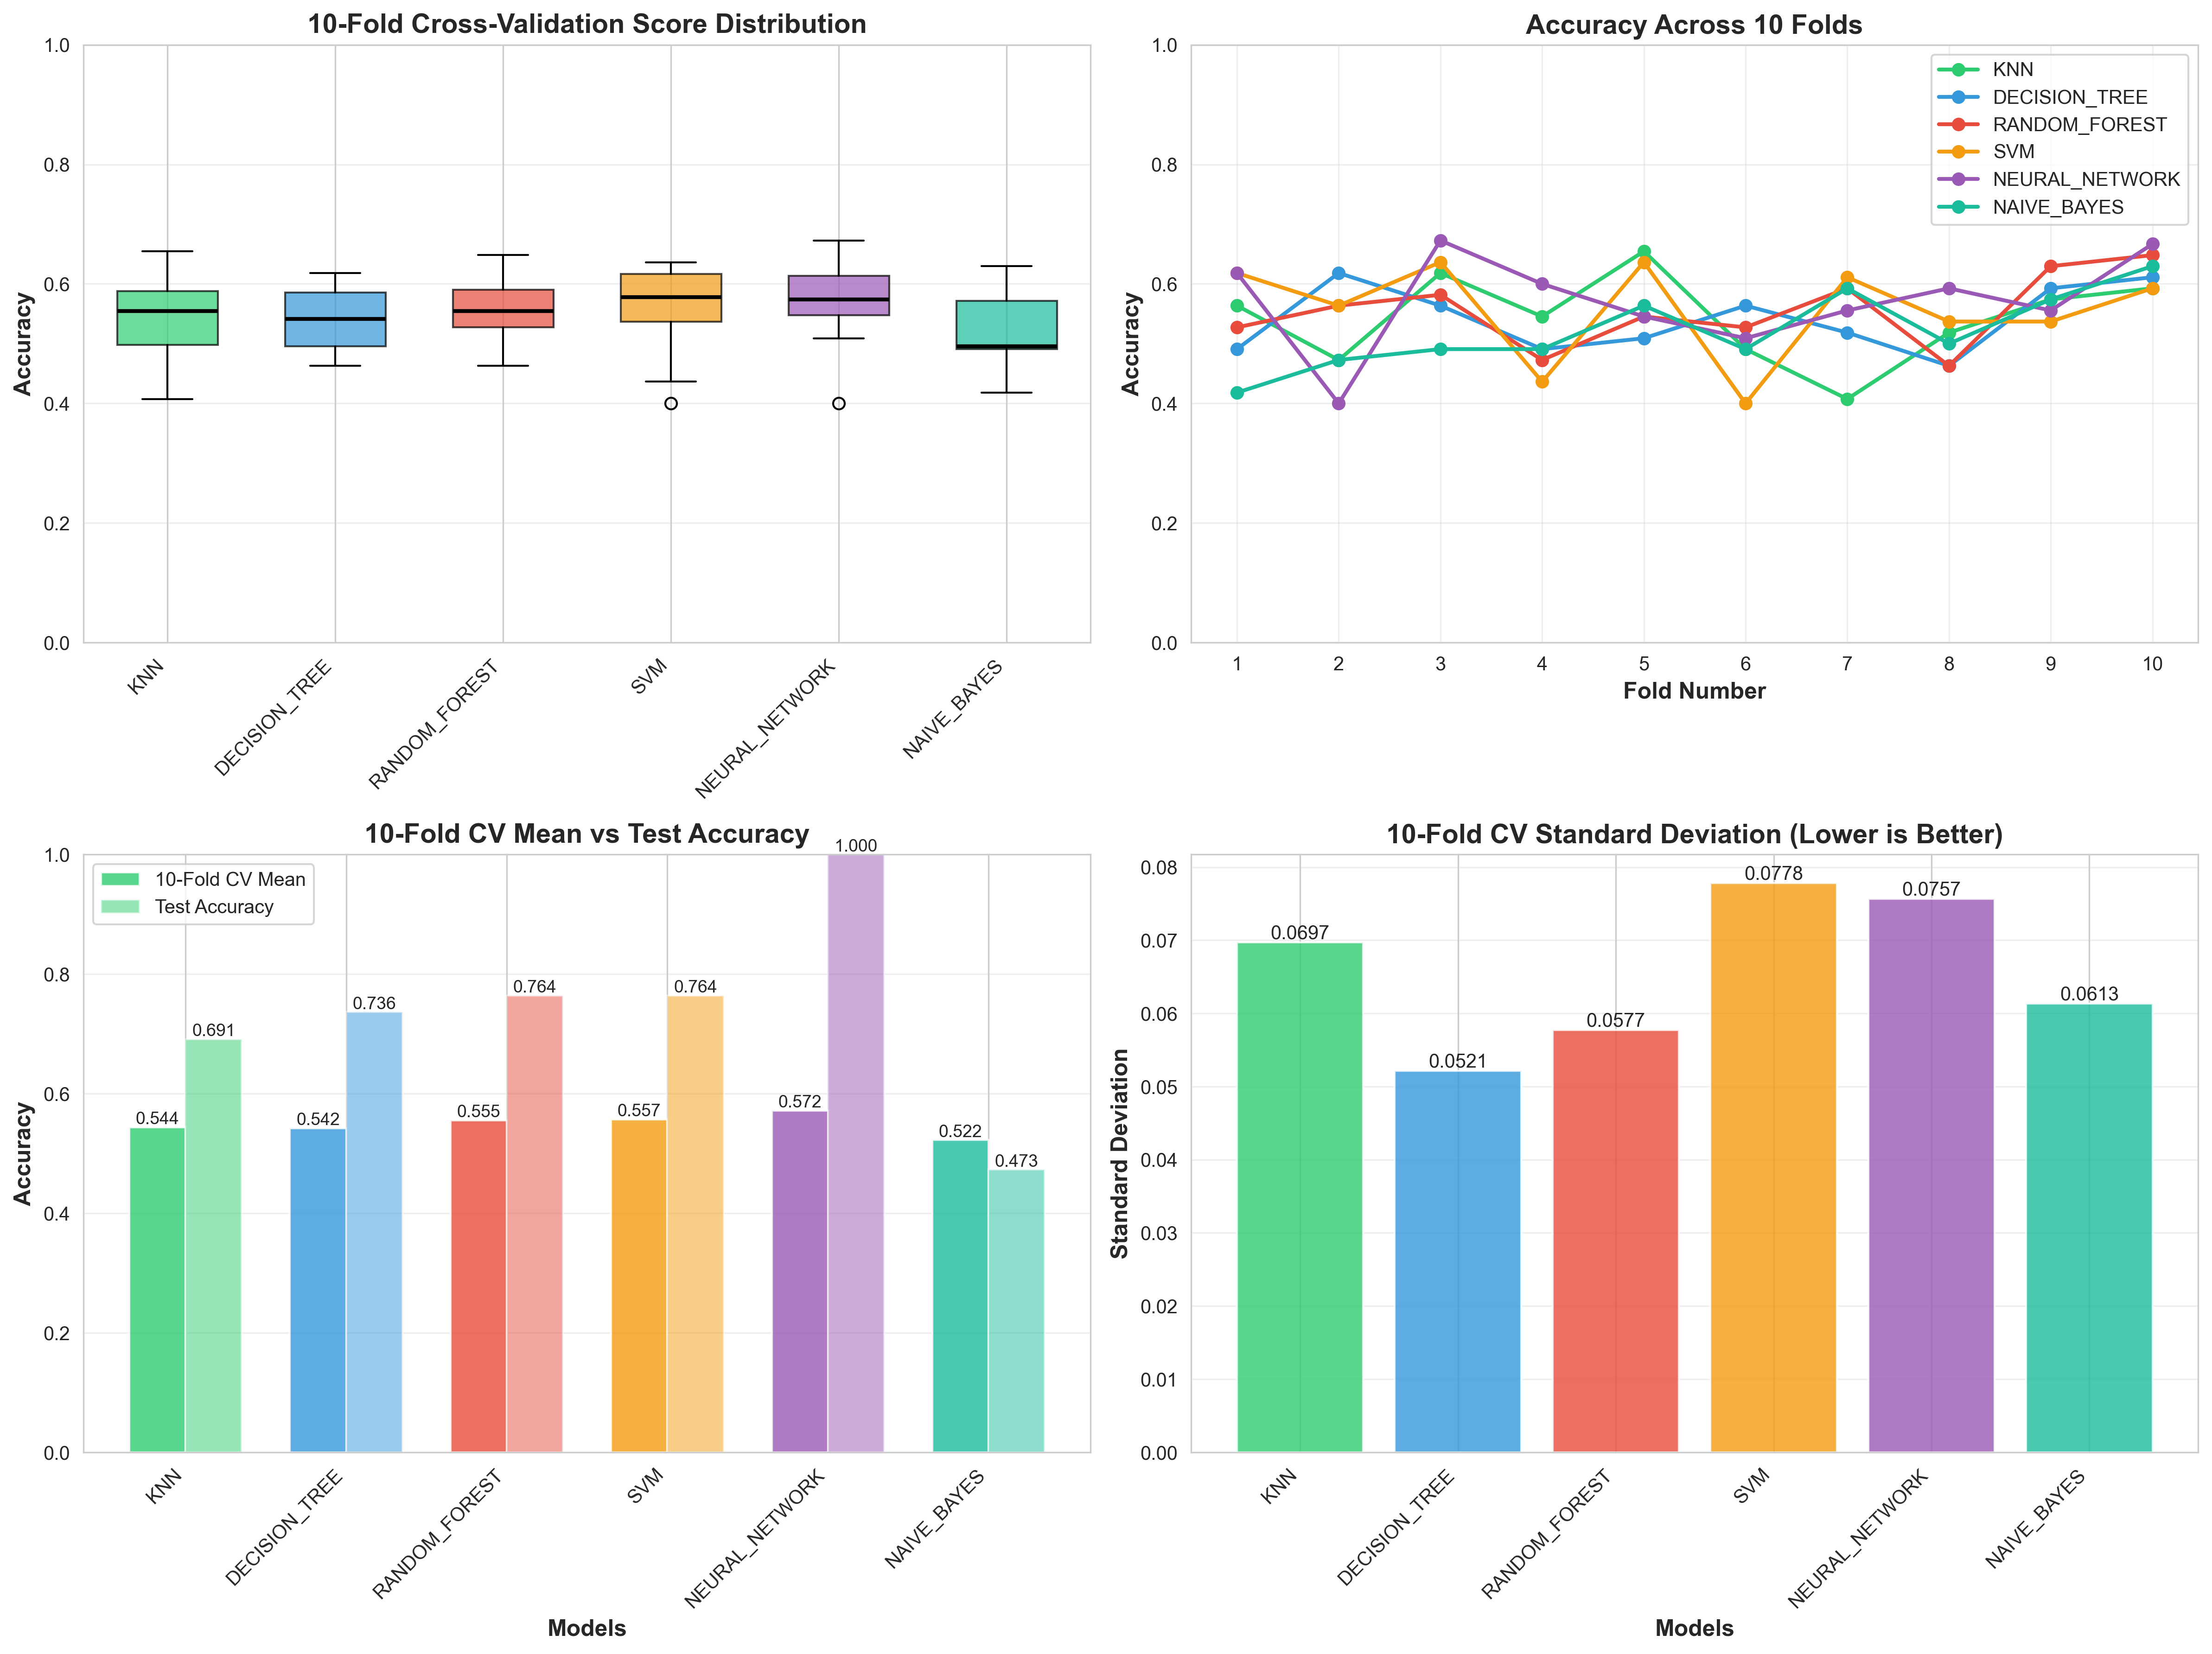 10-Fold Cross-Validation Score Distribution
Accuracy
1.0
0.8
0.6
0.4
0.2
0.0
KNN
DECISION_TREE
RANDOM_FOREST
SVM
NEURAL_NETWORK
NAIVE_BAYES
Accuracy Across 10 Folds
Accuracy
1.0
0.8
0.6
0.4
0.2
0.0
KNN
DECISION_TREE
RANDOM_FOREST
SVM
NEURAL_NETWORK
NAIVE_BAYES
1 2 3 4 5 6 7 8 9 10
Fold Number
10-Fold CV Mean vs Test Accuracy
Accuracy
1.0
0.8
0.6
0.4
0.2
0.0
10-Fold CV Mean
Test Accuracy
0.544
0.691
0.542
0.736
0.555
0.764
0.557
0.764
0.572
1.000
0.522
0.473
KNN
DECISION_TREE
RANDOM_FOREST
SVM
NEURAL_NETWORK
NAIVE_BAYES
Models
10-Fold CV Standard Deviation (Lower is Better)
Standard Deviation
0.08
0.07
0.06
0.05
0.04
0.03
0.02
0.01
0.00
0.0697
0.0521
0.0577
0.0778
0.0757
0.0613
KNN
DECISION_TREE
RANDOM_FOREST
SVM
NEURAL_NETWORK
NAIVE_BAYES
Models